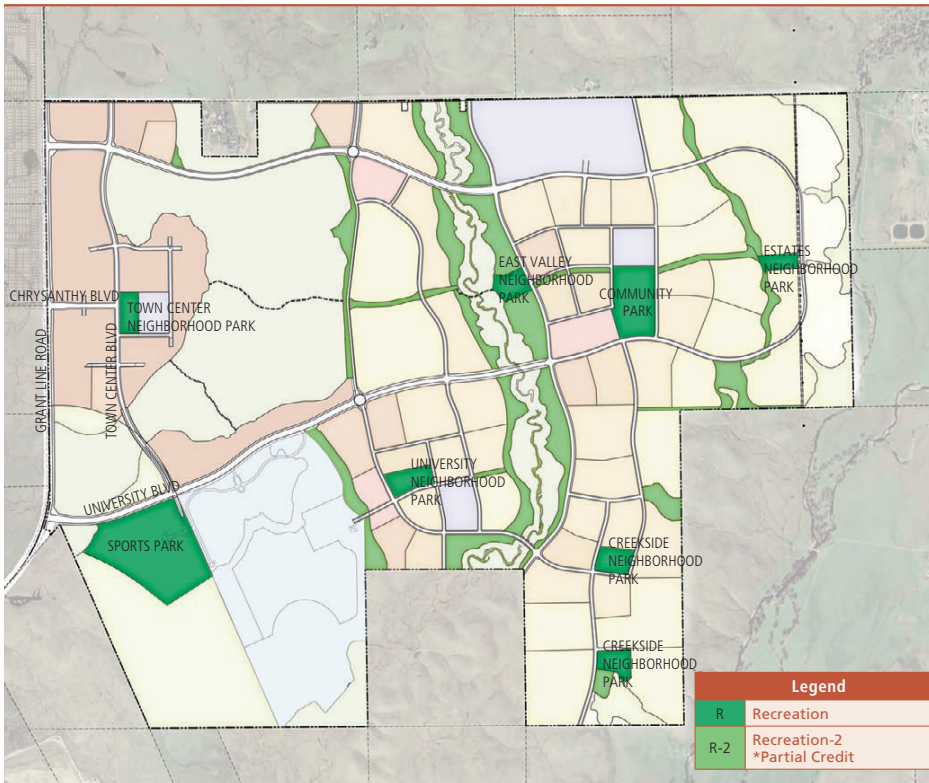 EAST VALLEY
NEIGHBORHOOD
PARK
ESTATES
NEIGHBORHOOD
PARK
CHRYSANTHY BLVD
TOWN CENTER
NEIGHBORHOOD PARK
COMMUNITY
PARK
GRANT LINE ROAD
TOWN CENTER BLVD
UNIVERSITY BLVD
UNIVERSITY
NEIGHBORHOOD
PARK
SPORTS PARK
CREEKSIDE
NEIGHBORHOOD
PARK
CREEKSIDE
NEIGHBORHOOD
PARK
Legend
R Recreation
R-2 Recreation-2
*Partial Credit